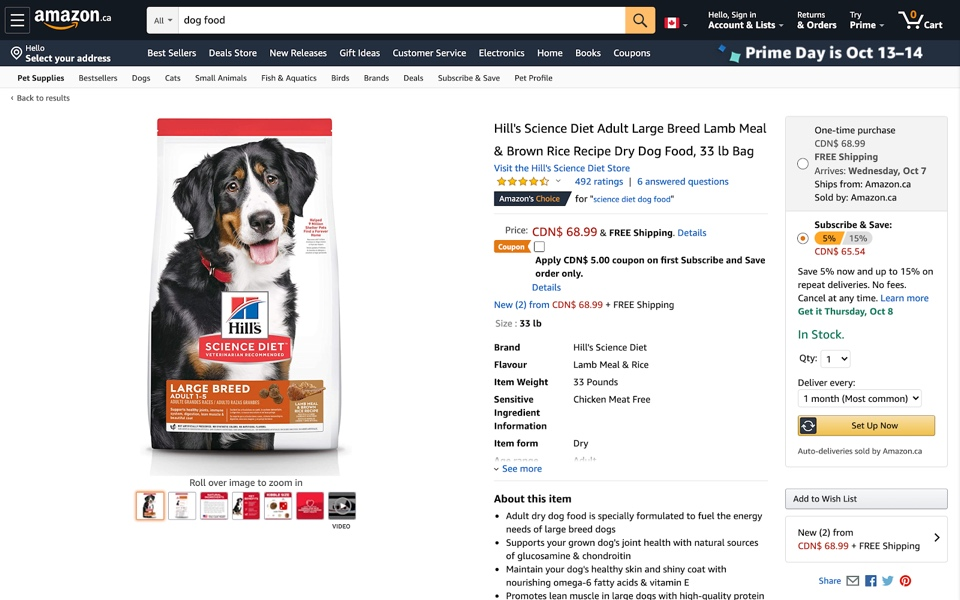 amazon.ca
All
dog food
Hello, Sign in
Account & Lists
Returns
& Orders
Try
Prime
0
Cart
Hello
Select your address
Best Sellers
Deals Store
New Releases
Gift Ideas
Customer Service
Electronics
Home
Books
Coupons
Prime Day is Oct 13–14
Pet Supplies
Bestsellers
Dogs
Cats
Small Animals
Fish & Aquatics
Birds
Brands
Deals
Subscribe & Save
Pet Profile
‹ Back to results
Hill's
SCIENCE DIET
VETERINARIAN RECOMMENDED
LARGE BREED
ADULT 1-5
Supports healthy joints, immune
LAMB MEAL
& BROWN
RICE RECIPE
Roll over image to zoom in
KIBBLE SIZE
VIDEO
Hill's Science Diet Adult Large Breed Lamb Meal
& Brown Rice Recipe Dry Dog Food, 33 lb Bag
Visit the Hill's Science Diet Store
492 ratings | 6 answered questions
Amazon's Choice for "science diet dog food"
Price: CDN$ 68.99 & FREE Shipping. Details
Coupon
Apply CDN$ 5.00 coupon on first Subscribe and Save
order only.
Details
New (2) from CDN$ 68.99 + FREE Shipping
Size : 33 lb
Brand Hill's Science Diet
Flavour Lamb Meal & Rice
Item Weight 33 Pounds
Sensitive Chicken Meat Free
Ingredient
Information
Item form Dry
Age range Adult
See more
About this item
• Adult dry dog food is specially formulated to fuel the energy
needs of large breed dogs
• Supports your grown dog's joint health with natural sources
of glucosamine & chondroitin
• Maintain your dog's healthy skin and shiny coat with
nourishing omega-6 fatty acids & vitamin E
• Promotes lean muscle in large dogs with high-quality protein
One-time purchase
CDN$ 68.99
FREE Shipping
Arrives: Wednesday, Oct 7
Ships from: Amazon.ca
Sold by: Amazon.ca
Subscribe & Save:
5% 15%
CDN$ 65.54
Save 5% now and up to 15% on
repeat deliveries. No fees.
Cancel at any time. Learn more
Get it Thursday, Oct 8
In Stock.
Qty: 1
Deliver every:
1 month (Most common)
Set Up Now
Auto-deliveries sold by Amazon.ca
Add to Wish List
New (2) from
CDN$ 68.99 + FREE Shipping
Share